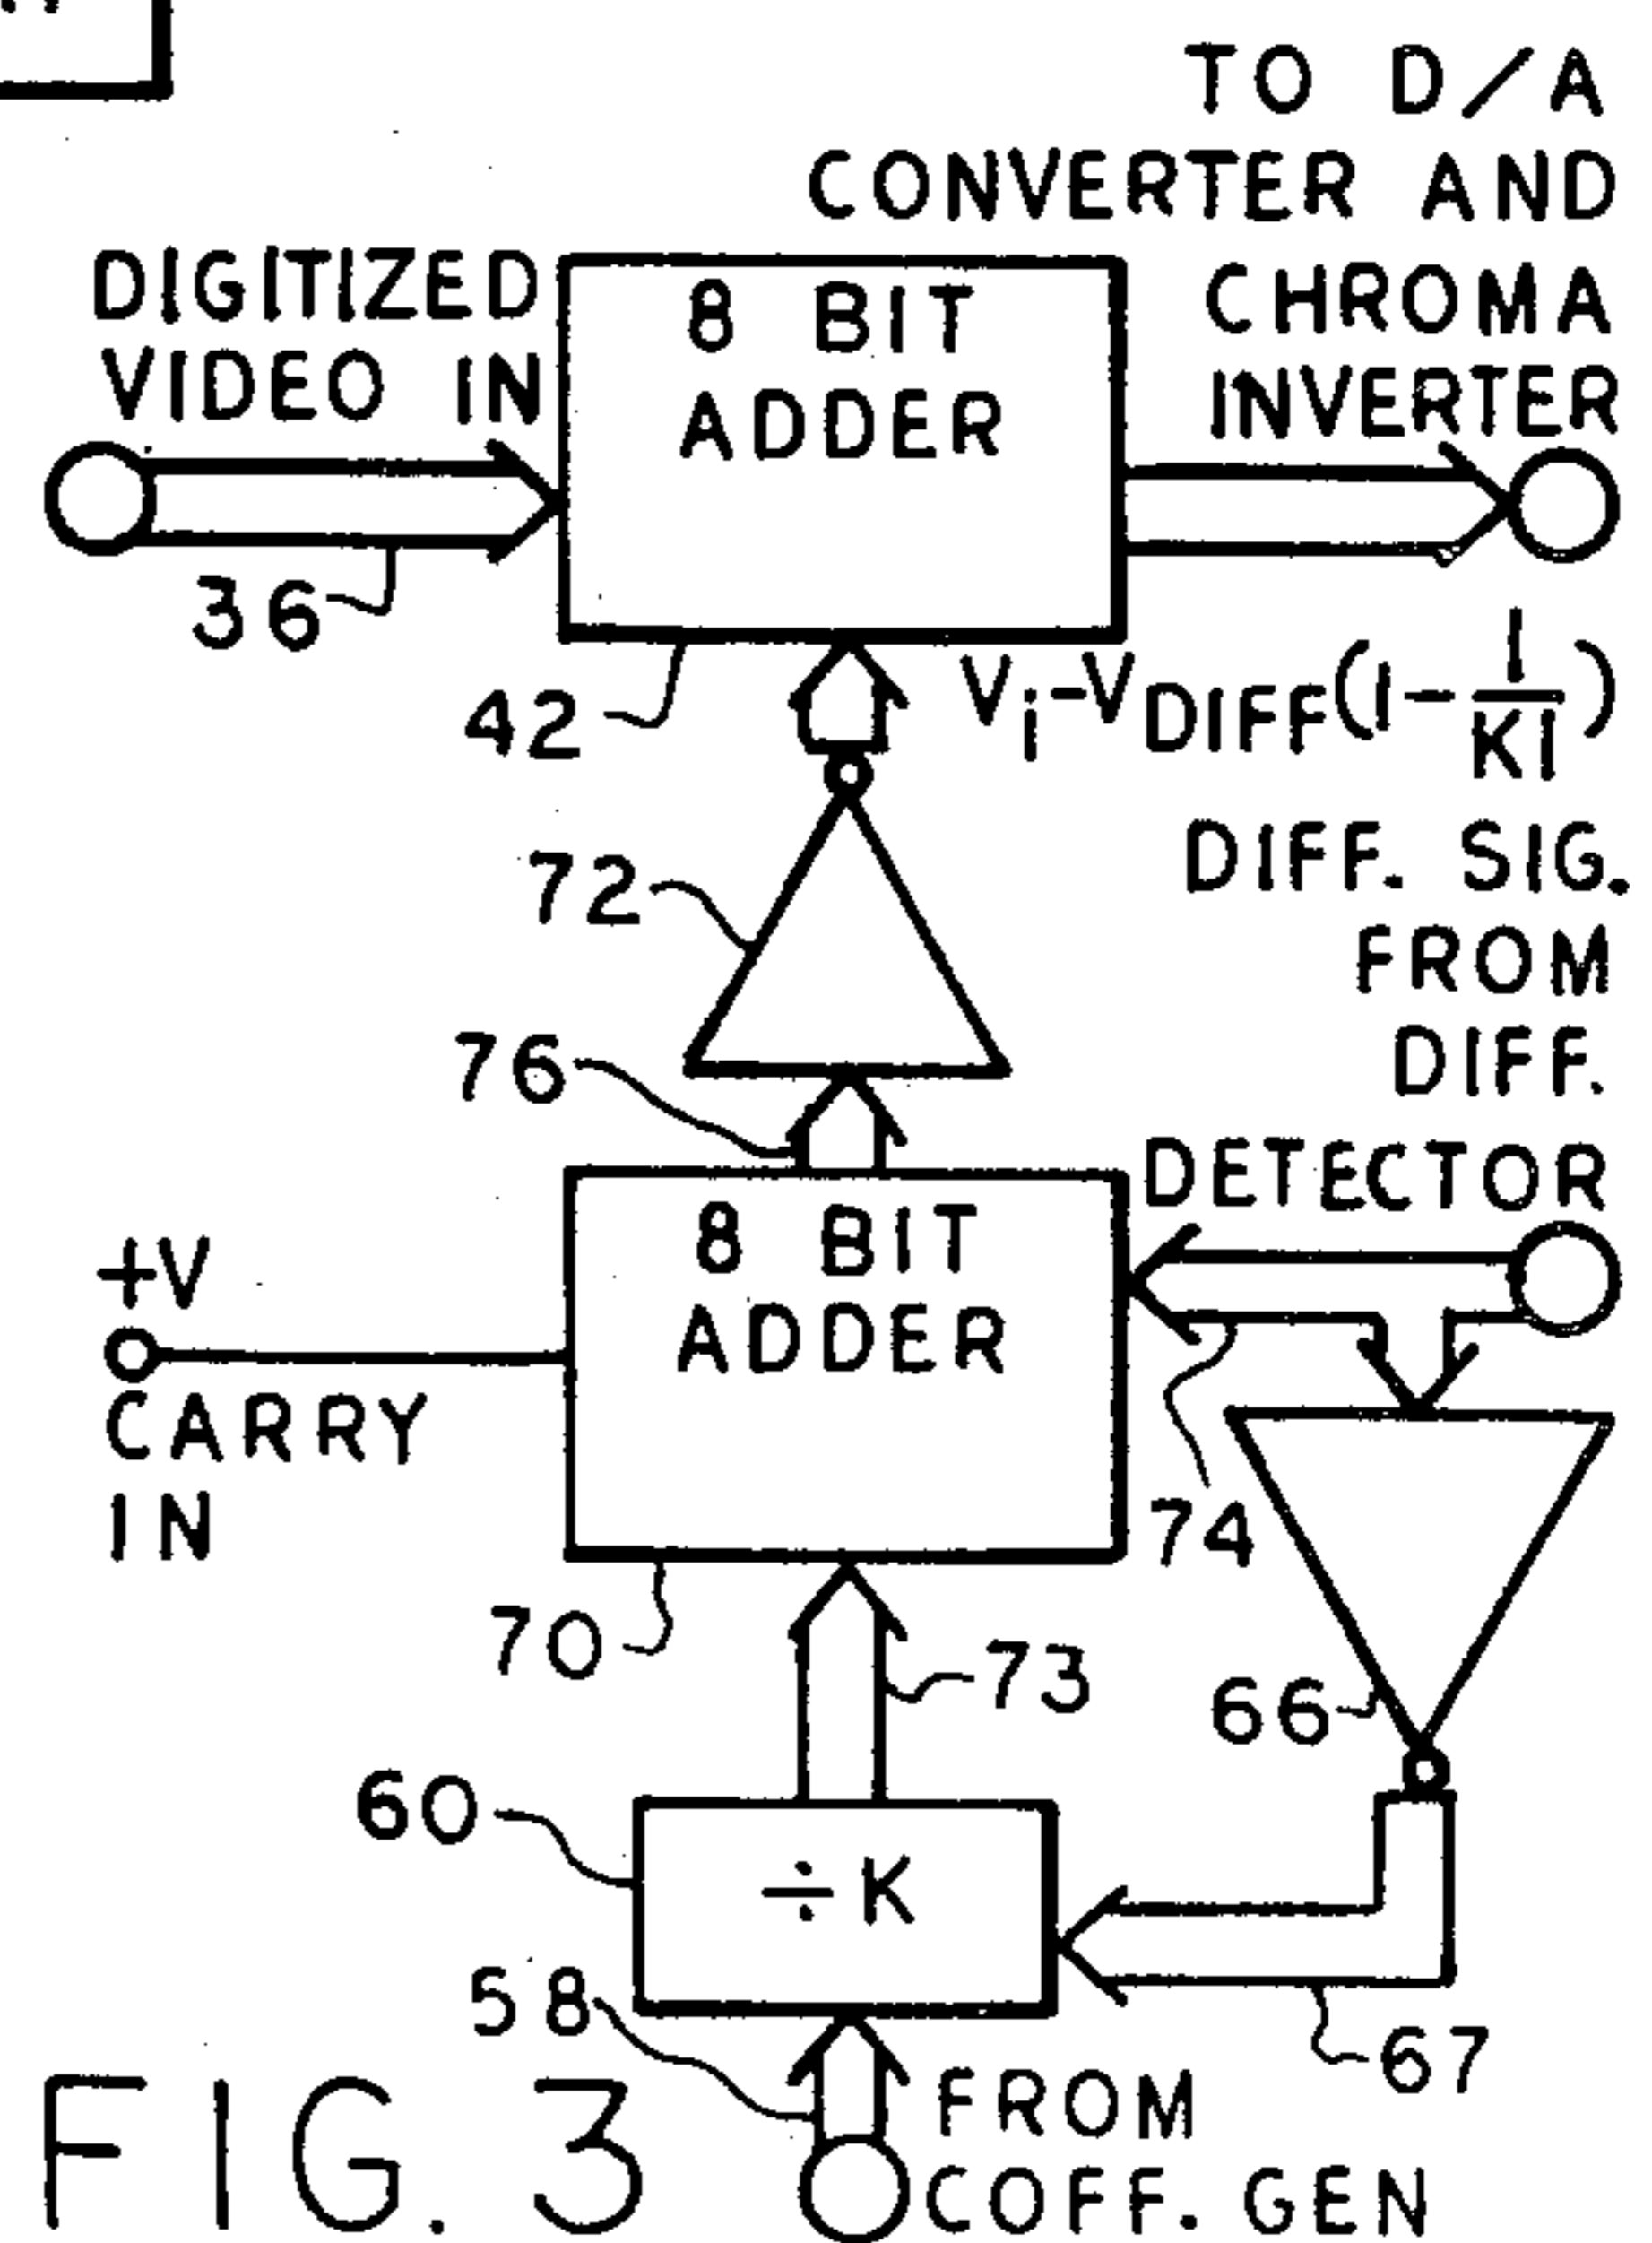 TO D/A
CONVERTER AND
CHROMA
INVERTER
DIGITIZED
VIDEO IN
8 BIT
ADDER
36
42
Vi-VDIFF(1-1/K1)
72
DIFF. SIG.
FROM
DIFF.
DETECTOR
76
8 BIT
ADDER
+V
CARRY
IN
74
70
73
66
60
÷K
58
67
FROM
COFF. GEN
FIG. 3